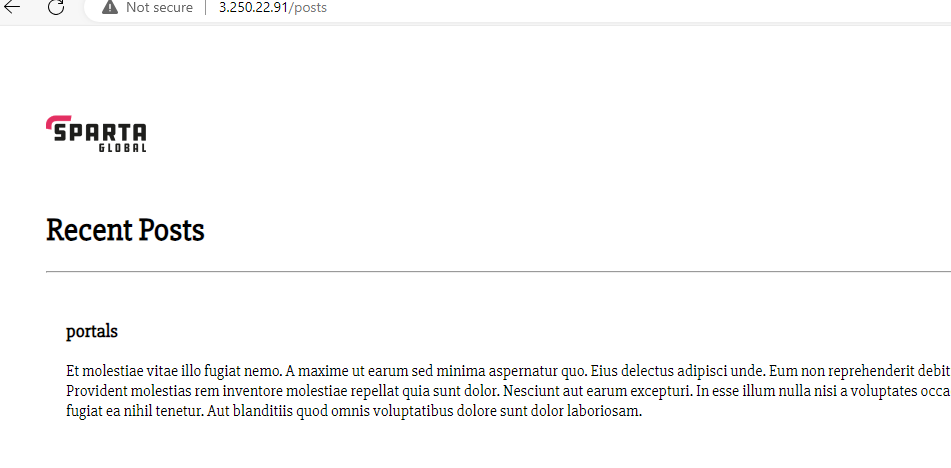 Not secure | 3.250.22.91/posts
SPARTA
GLOBAL
Recent Posts
portals
Et molestiae vitae illo fugiat nemo. A maxime ut earum sed minima aspernatur quo. Eius delectus adipisci unde. Eum non reprehenderit debit
Provident molestias rem inventore molestiae repellat quia sunt dolor. Nesciunt aut earum excepturi. In esse illum nulla nisi a voluptates occa
fugiat ea nihil tenetur. Aut blanditiis quod omnis voluptatibus dolore sunt dolor laboriosam.